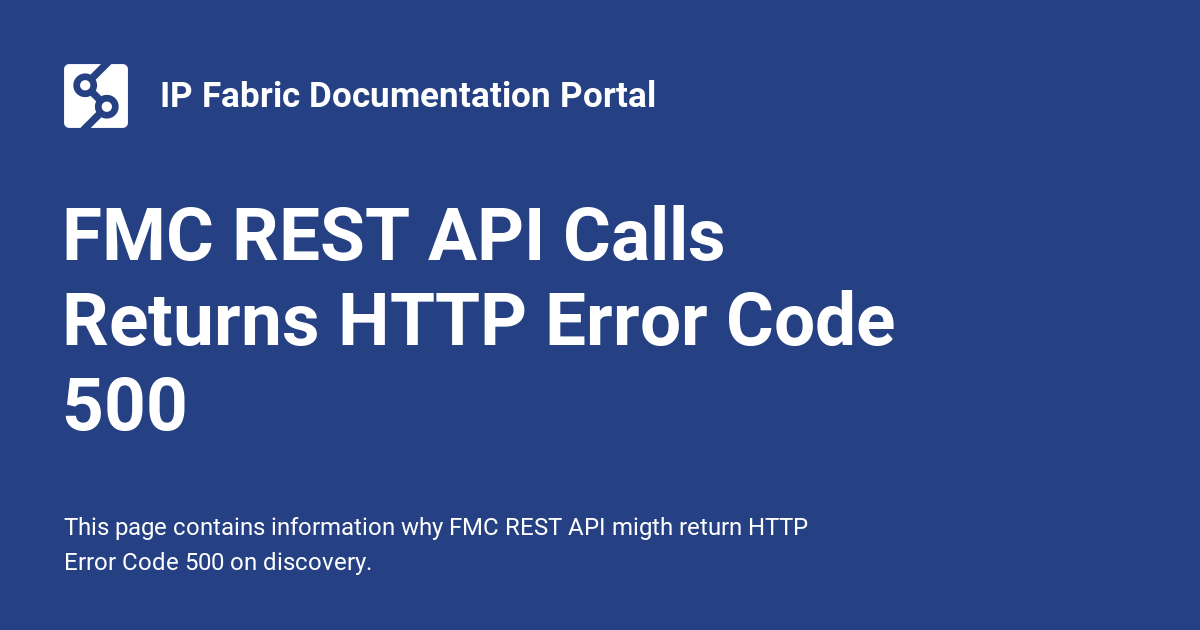 IP Fabric Documentation Portal
FMC REST API Calls
Returns HTTP Error Code
500
This page contains information why FMC REST API migth return HTTP
Error Code 500 on discovery.